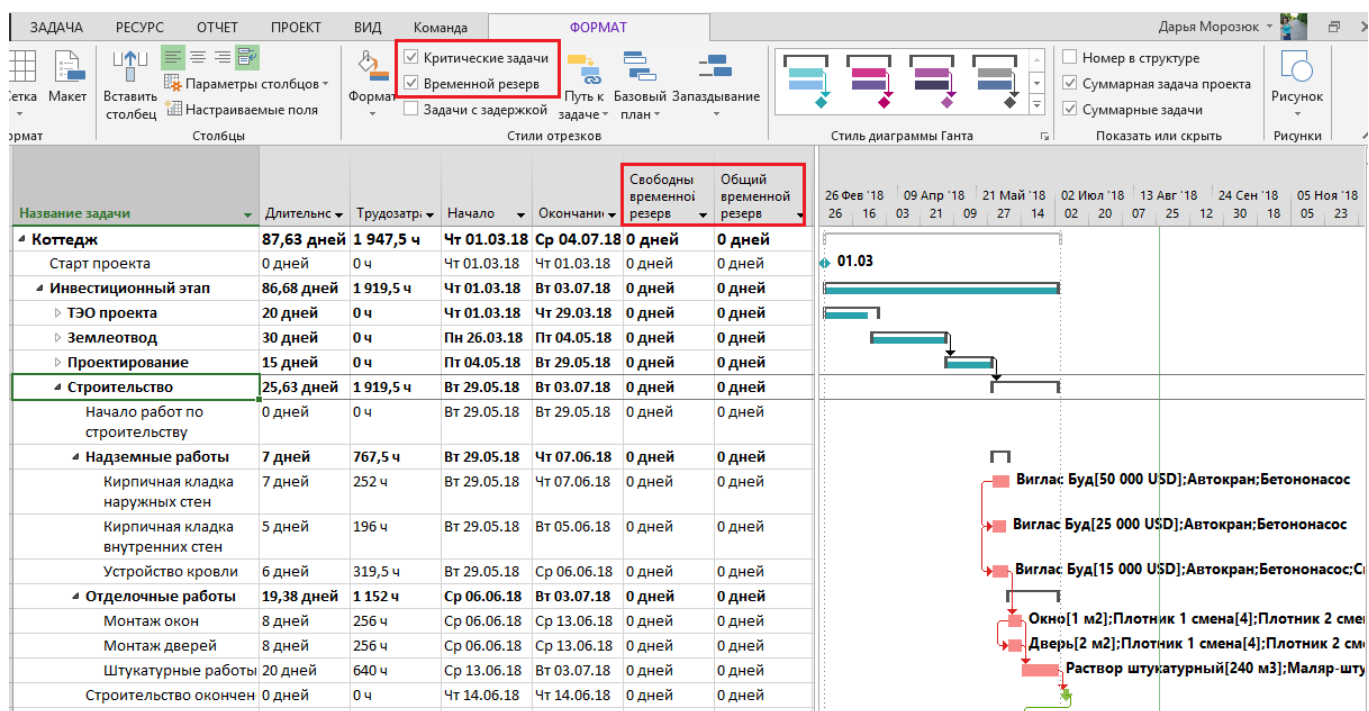 ЗАДАЧА РЕСУРС ОТЧЕТ ПРОЕКТ ВИД Команда ФОРМАТ Дарья Морозюк
Критические задачи Номер в структуре
Параметры столбцов Временной резерв Суммарная задача проекта
Макет Вставить столбец Настраиваемые поля Формат Задачи с задержкой Путь к задаче Базовый план Запаздывание Суммарные задачи Рисунок
Столбцы Стили отрезков Стиль диаграммы Ганта Показать или скрыть Рисунки
Название задачи Длительнс Трудозатра Начало Окончани Свободны временной резерв Общий временной резерв
26 Фев '18 09 Апр '18 21 Май '18 02 Июл '18 13 Авг '18 24 Сен '18 05 Ноя '18
26 16 03 21 09 27 14 02 20 07 25 12 30 18 05 23
Коттедж 87,63 дней 1 947,5 ч Чт 01.03.18 Ср 04.07.18 0 дней 0 дней
Старт проекта 0 дней 0 ч Чт 01.03.18 Чт 01.03.18 0 дней 0 дней 01.03
Инвестиционный этап 86,68 дней 1 919,5 ч Чт 01.03.18 Вт 03.07.18 0 дней 0 дней
ТЭО проекта 20 дней 0 ч Чт 01.03.18 Чт 29.03.18 0 дней 0 дней
Землеотвод 30 дней 0 ч Пн 26.03.18 Пт 04.05.18 0 дней 0 дней
Проектирование 15 дней 0 ч Пт 04.05.18 Вт 29.05.18 0 дней 0 дней
Строительство 25,63 дней 1 919,5 ч Вт 29.05.18 Вт 03.07.18 0 дней 0 дней
Начало работ по 0 дней 0 ч Вт 29.05.18 Вт 29.05.18 0 дней 0 дней
строительству
Надземные работы 7 дней 767,5 ч Вт 29.05.18 Чт 07.06.18 0 дней 0 дней
Кирпичная кладка 7 дней 252 ч Вт 29.05.18 Чт 07.06.18 0 дней 0 дней Виглас Буд[50 000 USD];Автокран;Бетононасос
наружных стен
Кирпичная кладка 5 дней 196 ч Вт 29.05.18 Вт 05.06.18 0 дней 0 дней Виглас Буд[25 000 USD];Автокран;Бетононасос
внутренних стен
Устройство кровли 6 дней 319,5 ч Вт 29.05.18 Ср 06.06.18 0 дней 0 дней Виглас Буд[15 000 USD];Автокран;Бетононасос;
Отделочные работы 19,38 дней 1 152 ч Ср 06.06.18 Вт 03.07.18 0 дней 0 дней
Монтаж окон 8 дней 256 ч Ср 06.06.18 Ср 13.06.18 0 дней 0 дней Окно[1 м2];Плотник 1 смена[4];Плотник 2 сме
Монтаж дверей 8 дней 256 ч Ср 06.06.18 Ср 13.06.18 0 дней 0 дней Дверь[2 м2];Плотник 1 смена[4];Плотник 2 см
Штукатурные работы 20 дней 640 ч Ср 13.06.18 Вт 03.07.18 0 дней 0 дней Раствор штукатурный[240 м3];Маляр-шту
Строительство окончен 0 дней 0 ч Чт 14.06.18 Чт 14.06.18 0 дней 0 дней